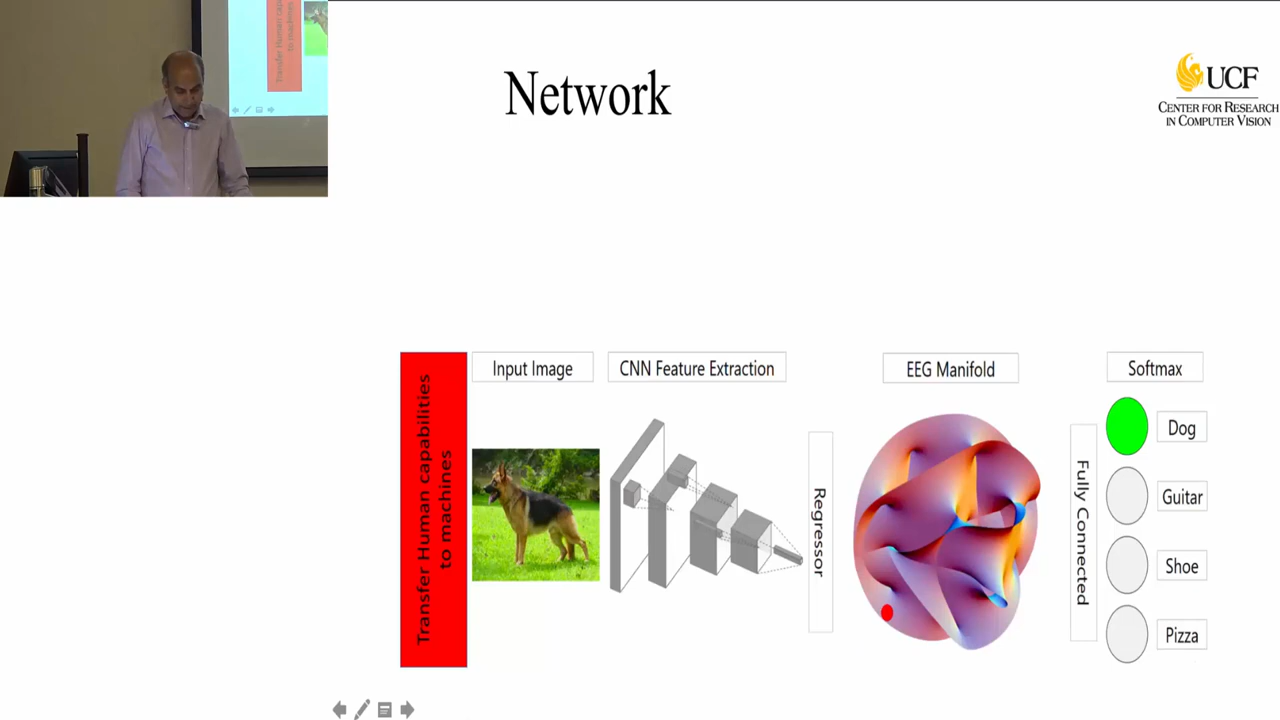 Network
UCF
CENTER FOR RESEARCH
IN COMPUTER VISION
Transfer Human capabilities
to machines
Input Image
CNN Feature Extraction
EEG Manifold
Softmax
Regressor
Fully Connected
Dog
Guitar
Shoe
Pizza